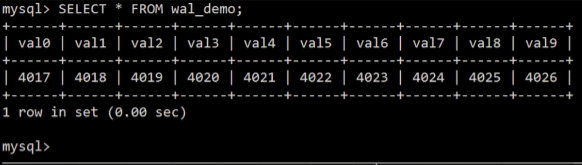 mysql> SELECT * FROM wal_demo;
+------+------+------+------+------+------+------+------+------+------+
| val0 | val1 | val2 | val3 | val4 | val5 | val6 | val7 | val8 | val9 |
+------+------+------+------+------+------+------+------+------+------+
| 4017 | 4018 | 4019 | 4020 | 4021 | 4022 | 4023 | 4024 | 4025 | 4026 |
+------+------+------+------+------+------+------+------+------+------+
1 row in set (0.00 sec)
mysql>